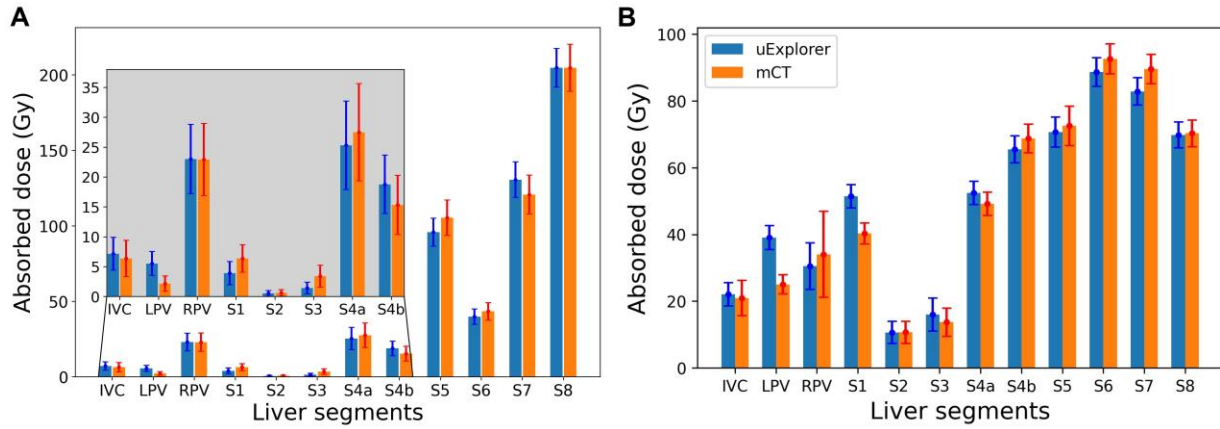 A
Absorbed dose (Gy)
200
150
100
50
0
35
30
25
20
15
10
5
0
IVC LPV RPV S1 S2 S3 S4a S4b
IVC LPV RPV S1 S2 S3 S4a S4b S5 S6 S7 S8
Liver segments
B
Absorbed dose (Gy)
100
80
60
40
20
0
uExplorer
mCT
IVC LPV RPV S1 S2 S3 S4a S4b S5 S6 S7 S8
Liver segments